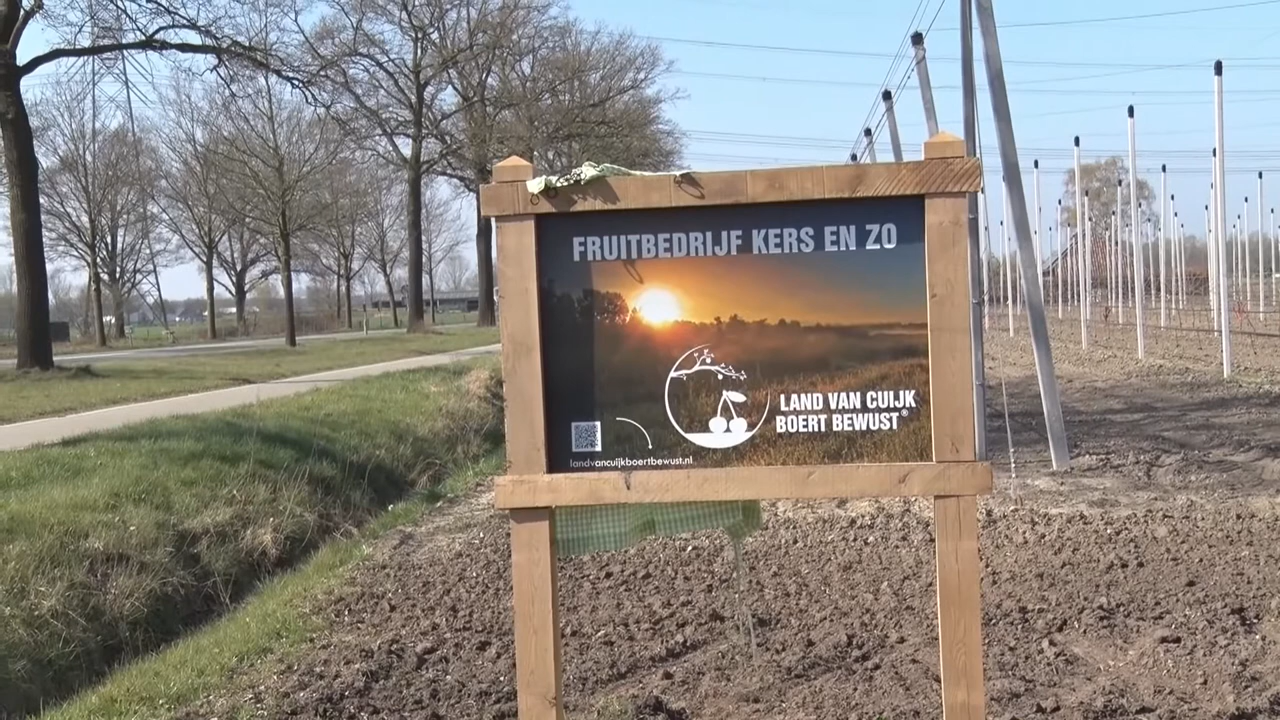 FRUITBEDRIJF KERS EN ZO
LAND VAN CUIJK
BOERT BEWUST®
landvancuijkboertbewust.nl